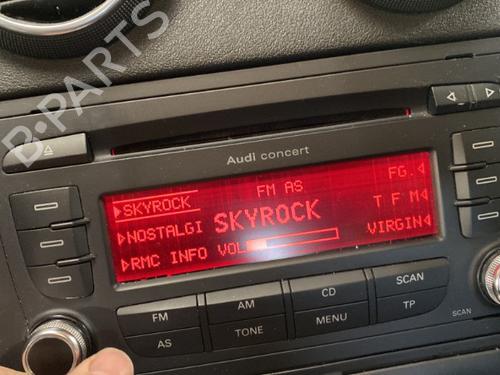 B-PARTS
Audi concert
SKYROCK
FM AS
FG.
NOSTALGI
SKYROCK
T F M
RMC INFO
VOL
VIRGIN
FM
AM
CD
SCAN
AS
TONE
MENU
TP
SCAN